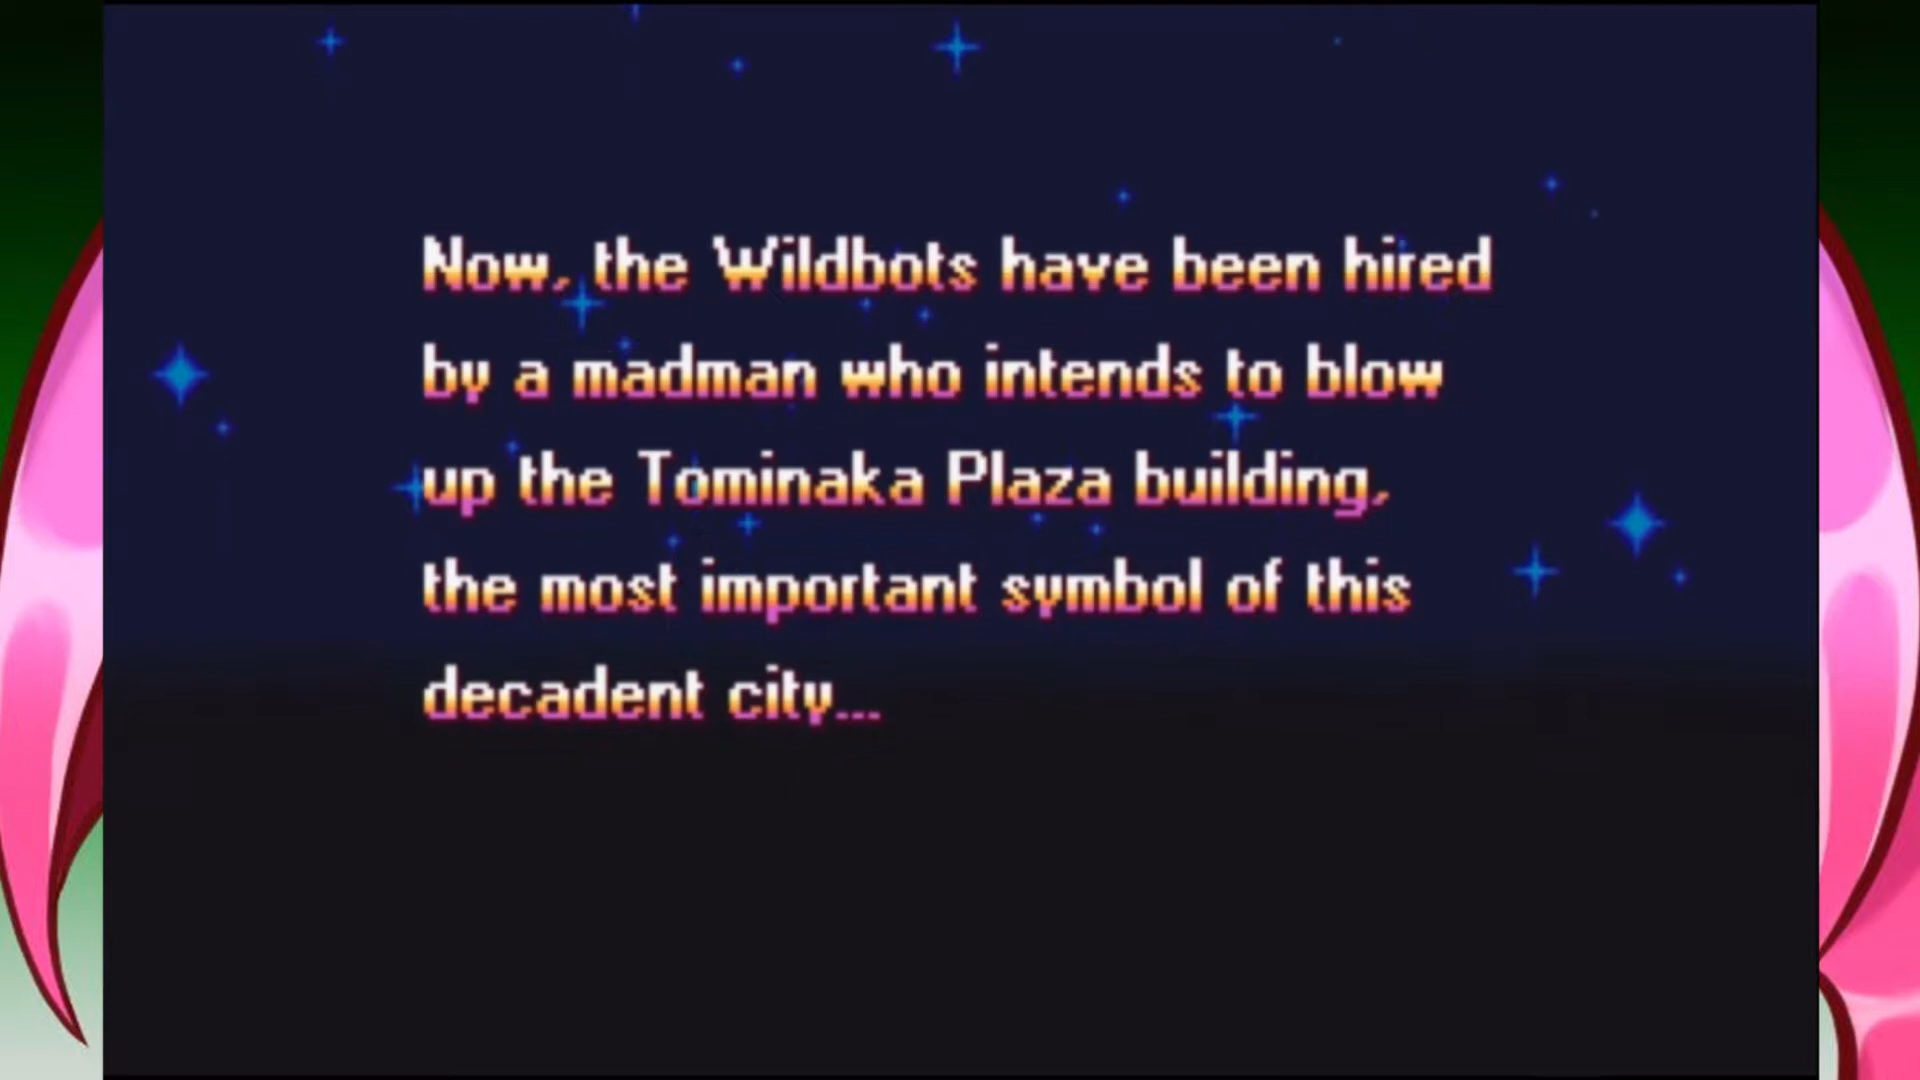 Now, the Wildbots have been hired
by a madman who intends to blow
up the Tominaka Plaza building,
the most important symbol of this
decadent city...